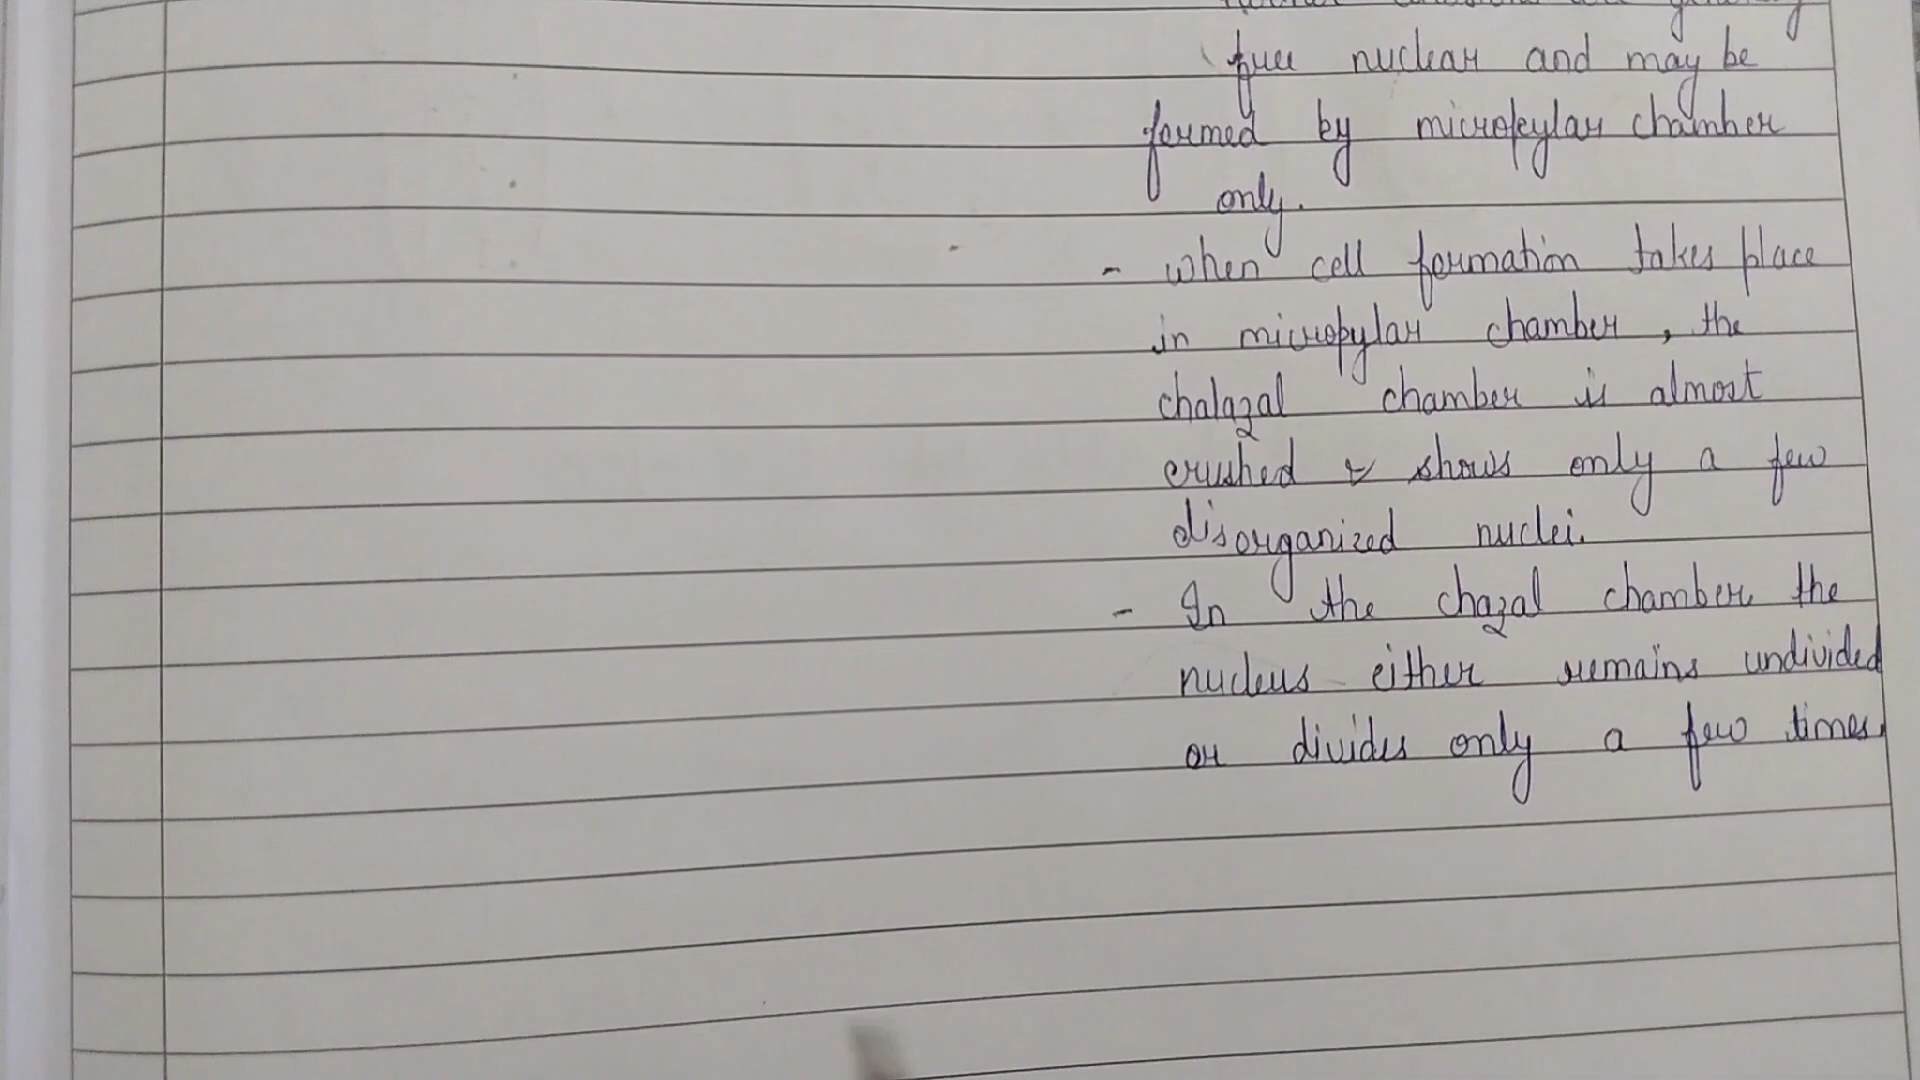 free nuclear and may be
formed by micropylar chamber
only.
- when cell formation takes place
in micropylar chamber, the
chalazal chamber is almost
crushed & shows only a few
disorganized nuclei.
- In the chazal chamber the
nucleus either remains undivided
or divides only a few times.